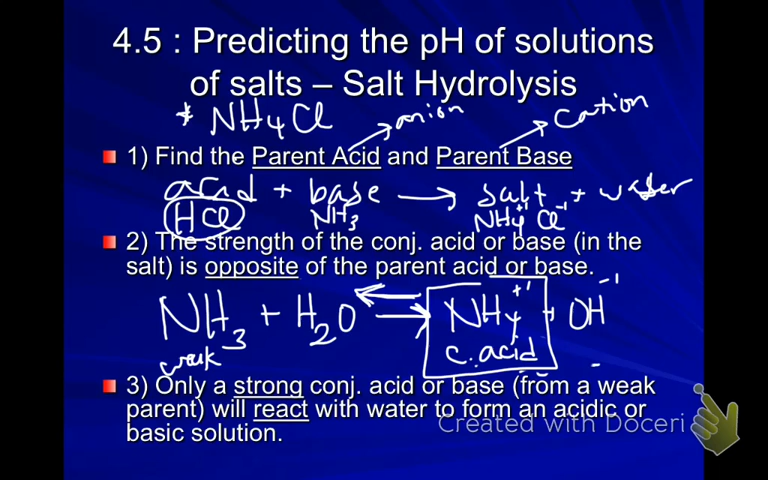 4.5 : Predicting the pH of solutions
of salts – Salt Hydrolysis
* NH4Cl anion cation
1) Find the Parent Acid and Parent Base
acid + base → salt + water
HCl NH3 NH4+1 Cl-1
2) The strength of the conj. acid or base (in the
salt) is opposite of the parent acid or base.
NH3 + H2O ⇄ NH4+1 + OH-1
weak c. acid
3) Only a strong conj. acid or base (from a weak
parent) will react with water to form an acidic or
basic solution.
Created with Doceri